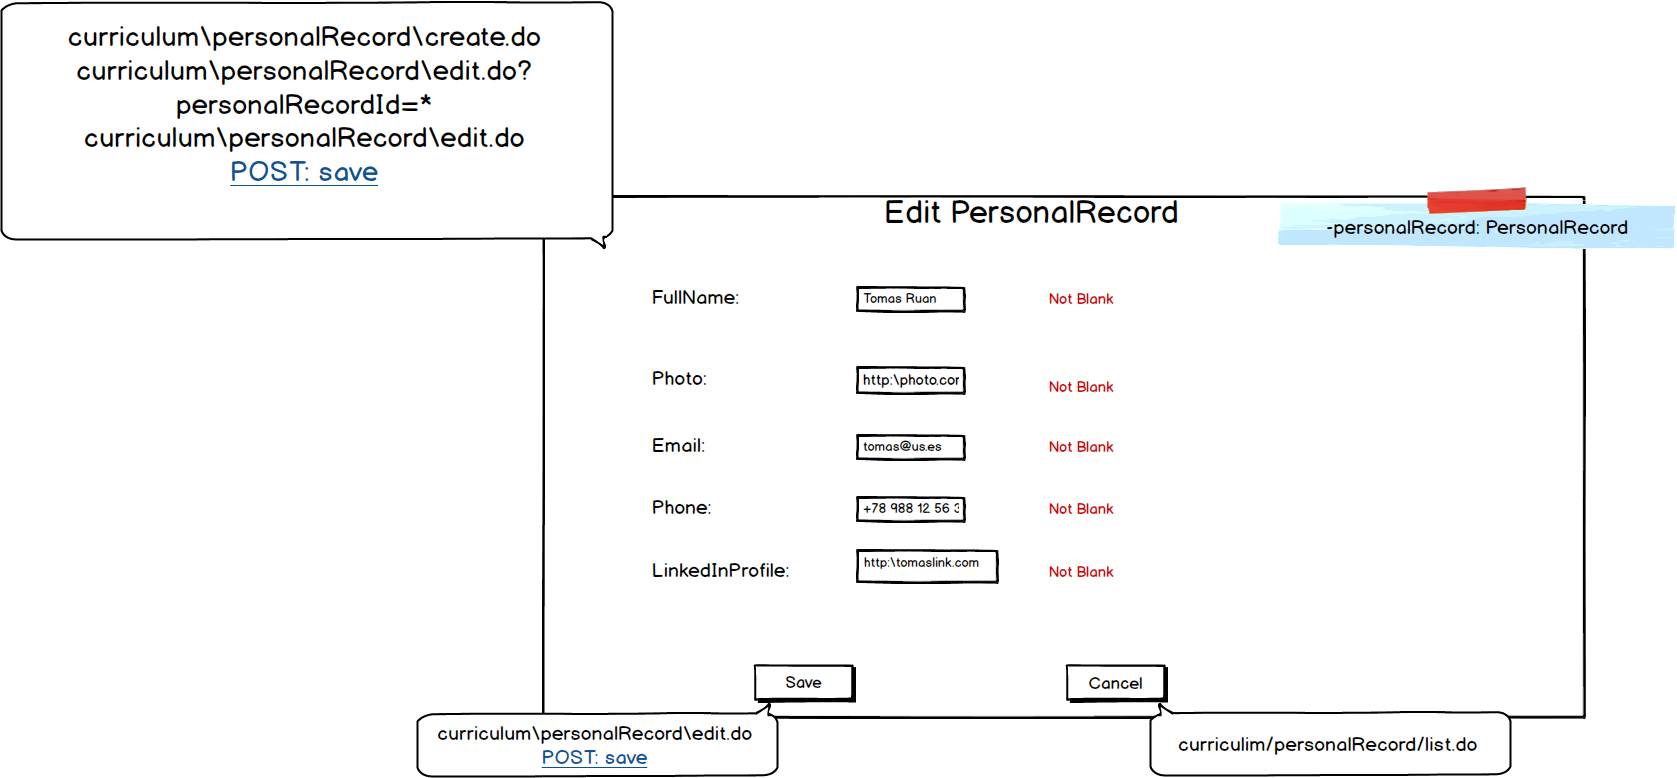 curriculum\personalRecord\create.do
curriculum\personalRecord\edit.do?
personalRecordId=*
curriculum\personalRecord\edit.do
POST: save
Edit PersonalRecord
-personalRecord: PersonalRecord
FullName: Tomas Ruan Not Blank
Photo: http:\photo.cor Not Blank
Email: tomas@us.es Not Blank
Phone: +78 988 12 56 3 Not Blank
LinkedInProfile: http:\tomaslink.com Not Blank
Save Cancel
curriculum\personalRecord\edit.do
POST: save
curriculim/personalRecord/list.do